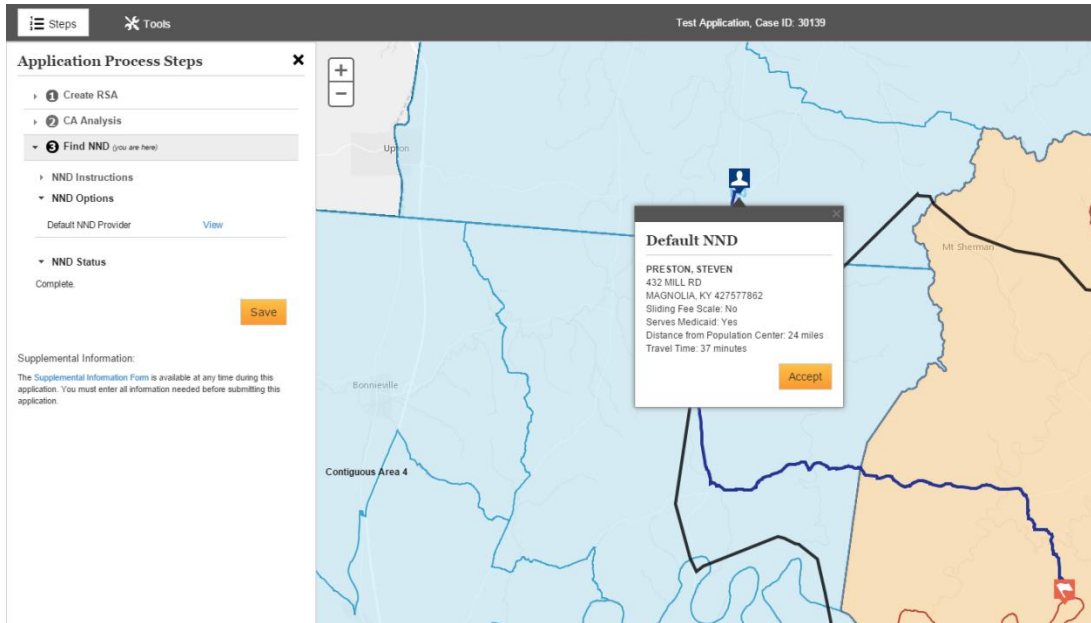 Steps
Tools
Test Application, Case ID: 30139
Application Process Steps
1 Create RSA
2 CA Analysis
3 Find NND (you are here)
NND Instructions
NND Options
Default NND Provider View
NND Status
Complete.
Save
Supplemental Information:
The Supplemental Information Form is available at any time during this
application. You must enter all information needed before submitting this
application.
+
−
Upton
Mt Sherman
Bonnieville
Contiguous Area 4
Default NND
PRESTON, STEVEN
432 MILL RD
MAGNOLIA, KY 427577862
Sliding Fee Scale: No
Serves Medicaid: Yes
Distance from Population Center: 24 miles
Travel Time: 37 minutes
Accept